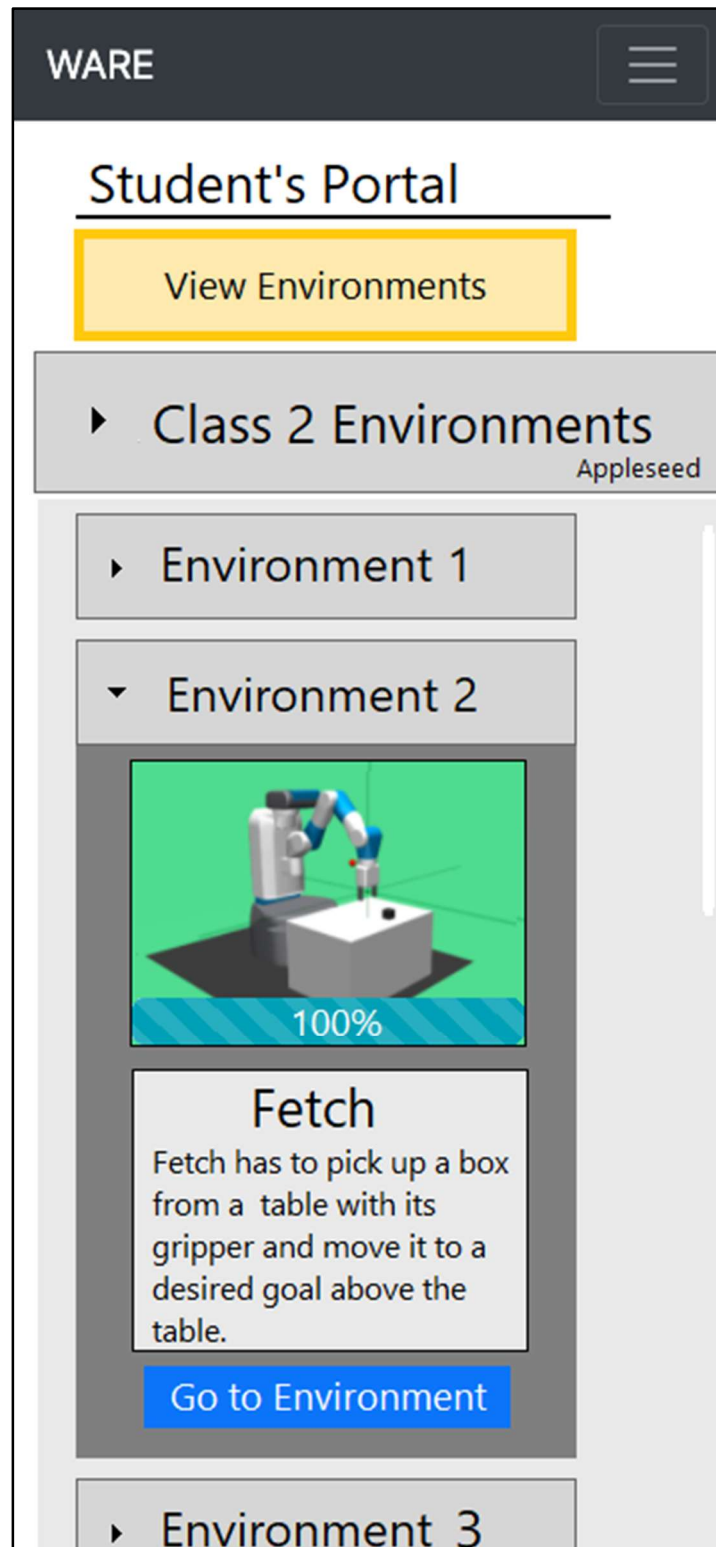 WARE
Student's Portal
View Environments
Class 2 Environments
Appleseed
Environment 1
Environment 2
100%
Fetch
Fetch has to pick up a box
from a table with its
gripper and move it to a
desired goal above the
table.
Go to Environment
Environment 3